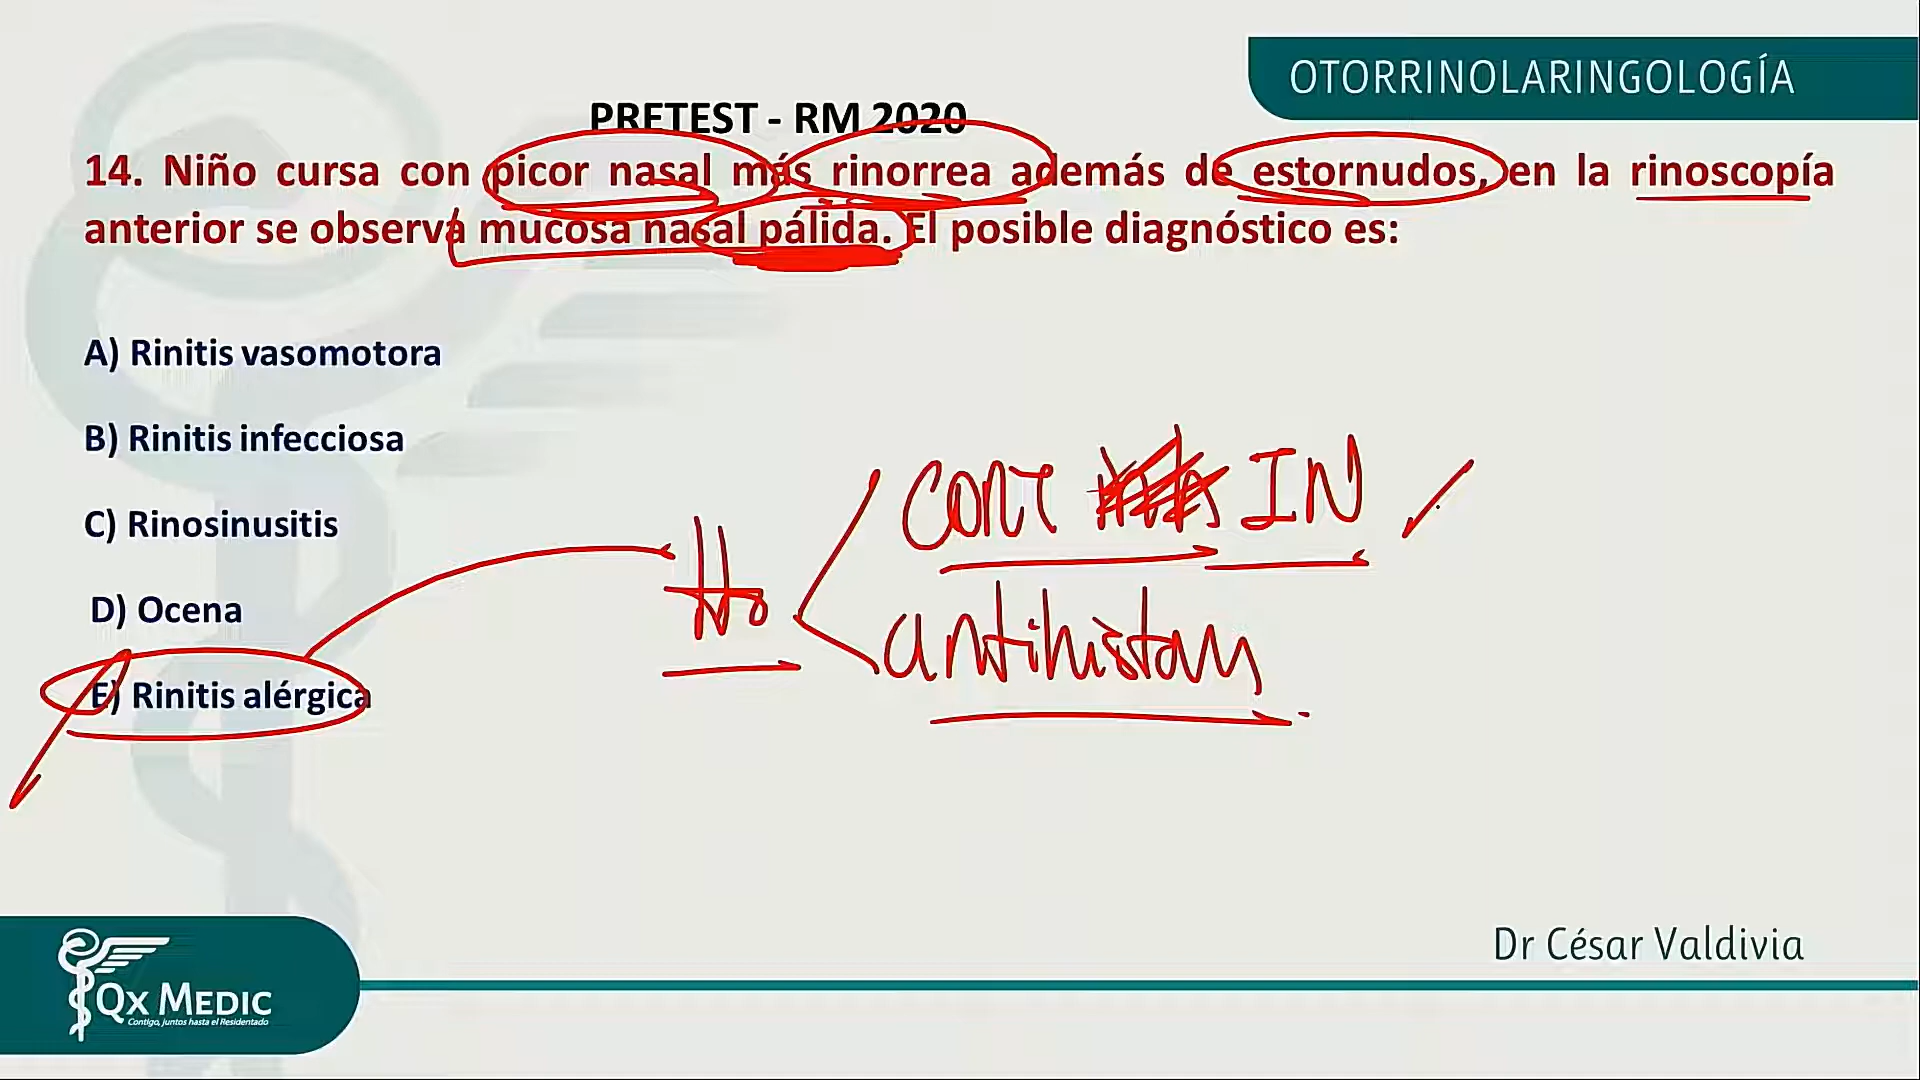 OTORRINOLARINGOLOGÍA
PRETEST - RM 2020
14. Niño cursa con picor nasal más rinorrea además de estornudos, en la rinoscopía
anterior se observa mucosa nasal pálida. El posible diagnóstico es:
A) Rinitis vasomotora
B) Rinitis infecciosa
C) Rinosinusitis
D) Ocena
E) Rinitis alérgica
tto
cort IN
antihistam
Dr César Valdivia
Qx MEDIC
Contigo, juntos hasta el Residentado